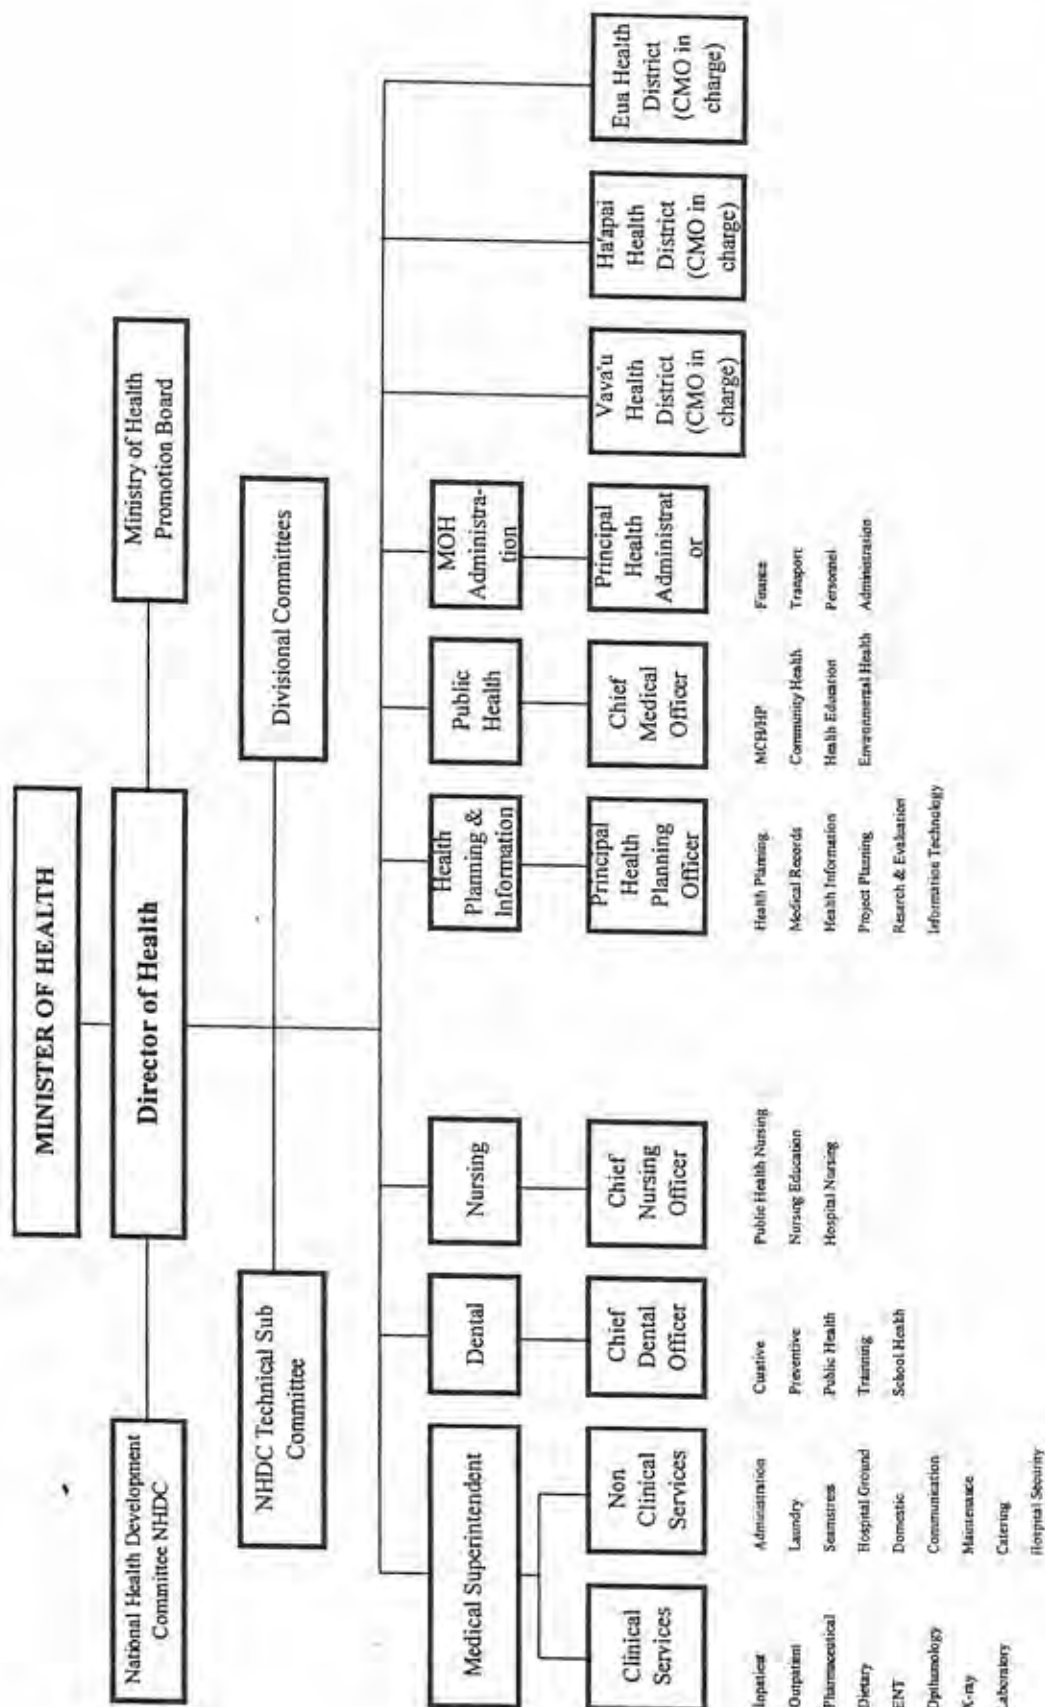 MINISTER OF HEALTH
Director of Health
National Health Development
Committee NHDC
Ministry of Health
Promotion Board
NHDC Technical Sub
Committee
Divisional Committees
Medical Superintendent
Dental
Nursing
Health
Planning &
Information
Public
Health
MOH
Administra-
tion
Clinical
Services
Non
Clinical
Services
Chief
Dental
Officer
Chief
Nursing
Officer
Principal
Health
Planning
Officer
Chief
Medical
Officer
Principal
Health
Administrat
or
Vava'u
Health
District
(CMO in
charge)
Ha'apai
Health
District
(CMO in
charge)
Eua Health
District
(CMO in
charge)
Inpatient
Outpatient
Pharmaceutical
Dietary
ENT
Opthamology
X-ray
Laboratory
Administration
Laundry
Seamstress
Hospital Ground
Domestic
Communication
Maintenance
Catering
Hospital Security
Curative
Preventive
Public Health
Training
School Health
Public Health Nursing
Nursing Education
Hospital Nursing
Health Planning
Medical Records
Health Information
Project Planning
Research & Evaluation
Information Technology
MCH/HP
Community Health
Health Education
Environmental Health
Finance
Transport
Personnel
Administration